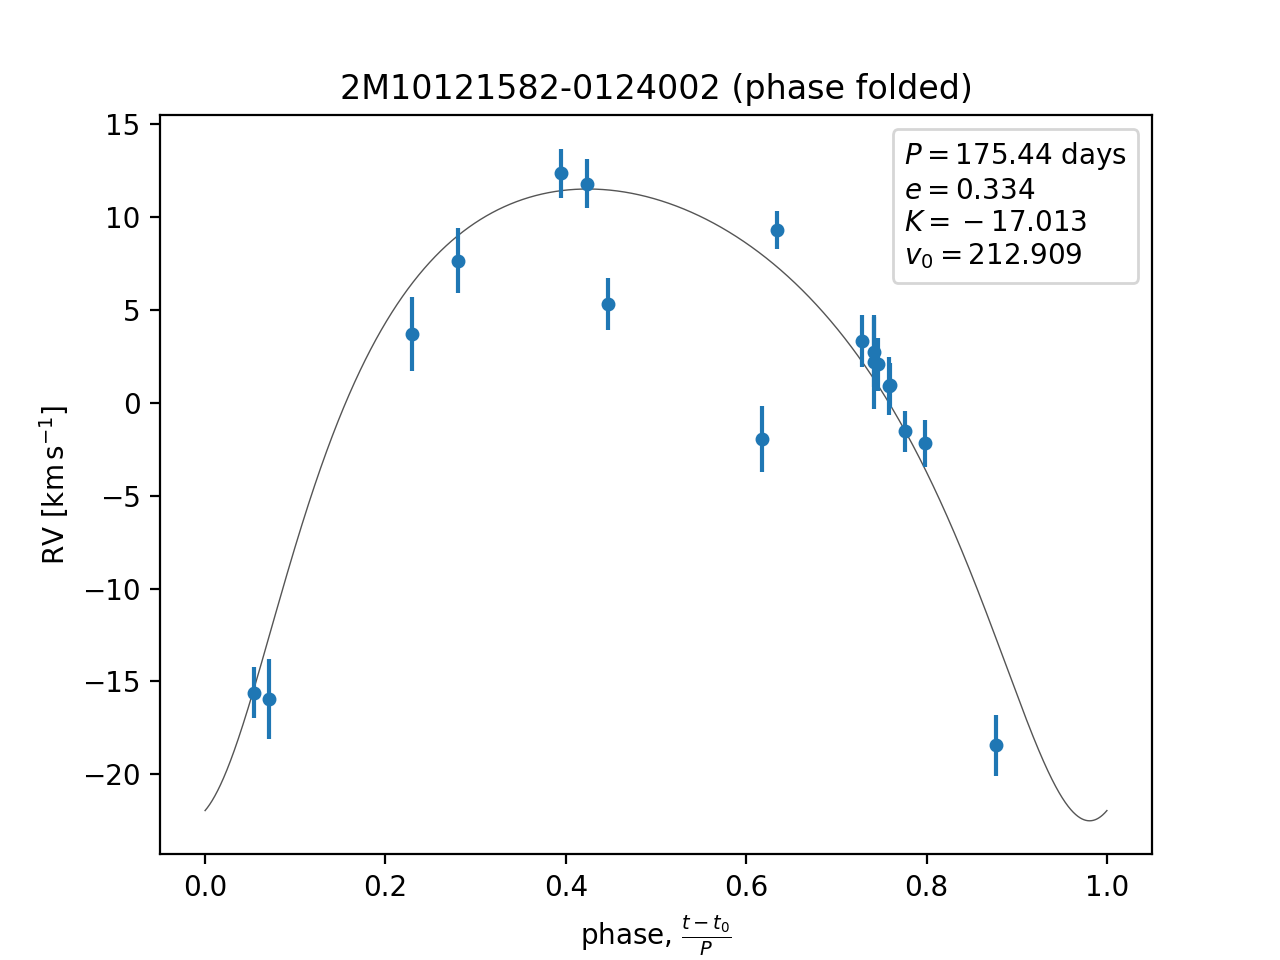 2M10121582-0124002 (phase folded)
P = 175.44 days
e = 0.334
K = −17.013
v₀ = 212.909
RV [km s⁻¹]
15
10
5
0
−5
−10
−15
−20
0.0 0.2 0.4 0.6 0.8 1.0
phase, (t − t₀)/P